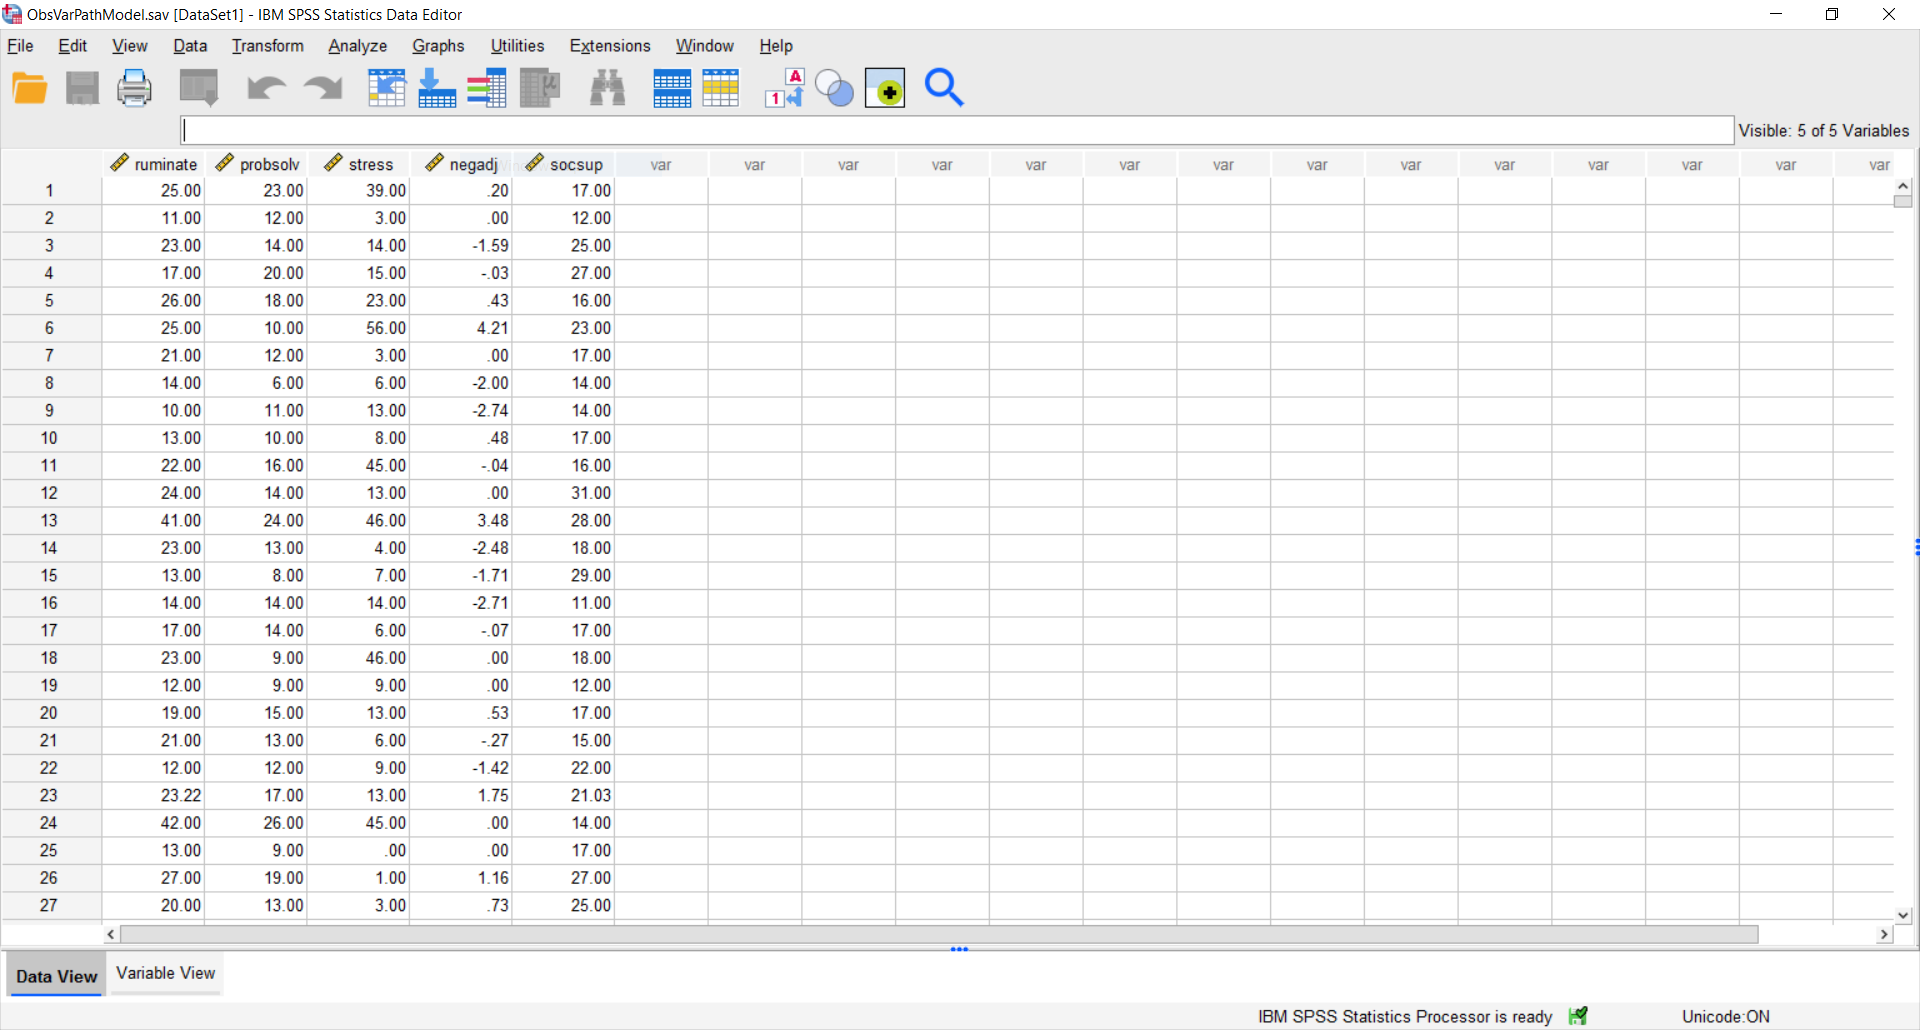 ObsVarPathModel.sav [DataSet1] - IBM SPSS Statistics Data Editor
File Edit View Data Transform Analyze Graphs Utilities Extensions Window Help
Visible: 5 of 5 Variables
ruminate probsolv stress negadj socsup var var var var var var var var var var var var var var
1 25.00 23.00 39.00 .20 17.00
2 11.00 12.00 3.00 .00 12.00
3 23.00 14.00 14.00 -1.59 25.00
4 17.00 20.00 15.00 -.03 27.00
5 26.00 18.00 23.00 .43 16.00
6 25.00 10.00 56.00 4.21 23.00
7 21.00 12.00 3.00 .00 17.00
8 14.00 6.00 6.00 -2.00 14.00
9 10.00 11.00 13.00 -2.74 14.00
10 13.00 10.00 8.00 .48 17.00
11 22.00 16.00 45.00 -.04 16.00
12 24.00 14.00 13.00 .00 31.00
13 41.00 24.00 46.00 3.48 28.00
14 23.00 13.00 4.00 -2.48 18.00
15 13.00 8.00 7.00 -1.71 29.00
16 14.00 14.00 14.00 -2.71 11.00
17 17.00 14.00 6.00 -.07 17.00
18 23.00 9.00 46.00 .00 18.00
19 12.00 9.00 9.00 .00 12.00
20 19.00 15.00 13.00 .53 17.00
21 21.00 13.00 6.00 -.27 15.00
22 12.00 12.00 9.00 -1.42 22.00
23 23.22 17.00 13.00 1.75 21.03
24 42.00 26.00 45.00 .00 14.00
25 13.00 9.00 .00 .00 17.00
26 27.00 19.00 1.00 1.16 27.00
27 20.00 13.00 3.00 .73 25.00
Data View Variable View
IBM SPSS Statistics Processor is ready Unicode:ON